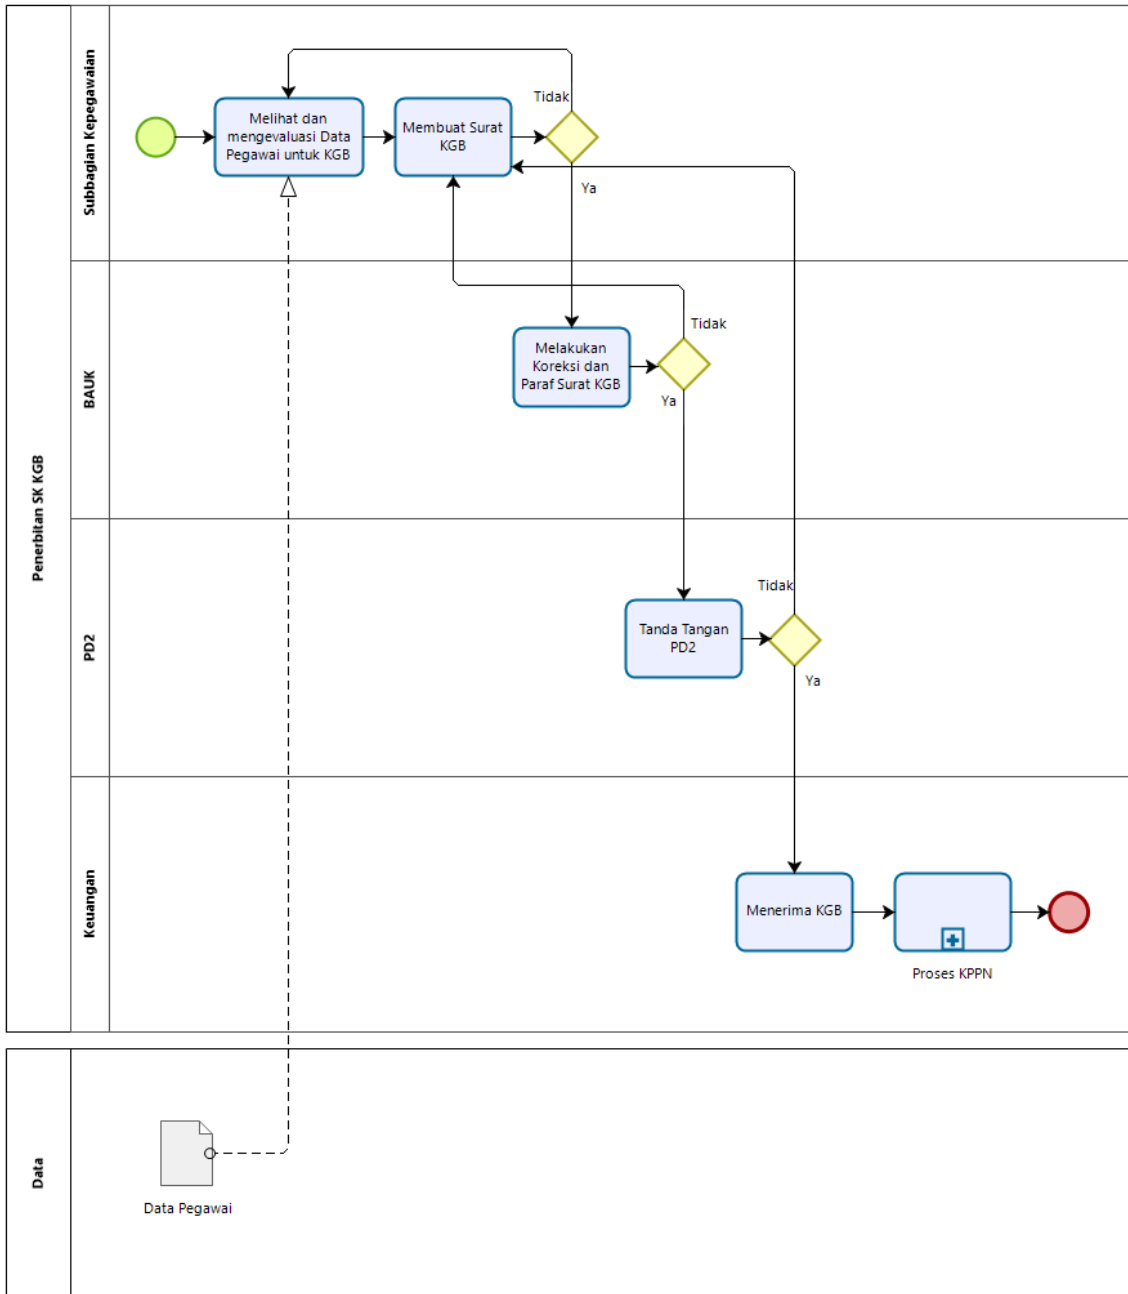 Penerbitan SK KGB
Subbagian Kepegawaian
Melihat dan
mengevaluasi Data
Pegawai untuk KGB
Membuat Surat
KGB
Tidak
Ya
BAUK
Melakukan
Koreksi dan
Paraf Surat KGB
Tidak
Ya
PD2
Tanda Tangan
PD2
Tidak
Ya
Keuangan
Menerima KGB
Proses KPPN
Data
Data Pegawai